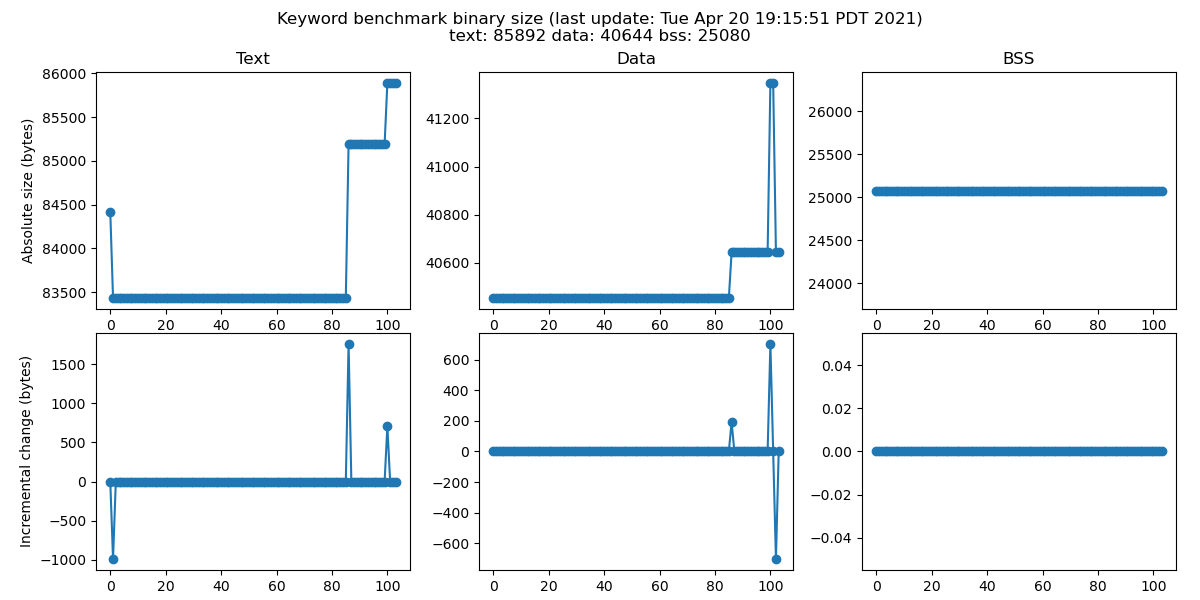 Keyword benchmark binary size (last update: Tue Apr 20 19:15:51 PDT 2021)
text: 85892 data: 40644 bss: 25080
Text
Data
BSS
Absolute size (bytes)
86000
85500
85000
84500
84000
83500
0 20 40 60 80 100
41200
41000
40800
40600
0 20 40 60 80 100
26000
25500
25000
24500
24000
0 20 40 60 80 100
Incremental change (bytes)
1500
1000
500
0
−500
−1000
0 20 40 60 80 100
600
400
200
0
−200
−400
−600
0 20 40 60 80 100
0.04
0.02
0.00
−0.02
−0.04
0 20 40 60 80 100